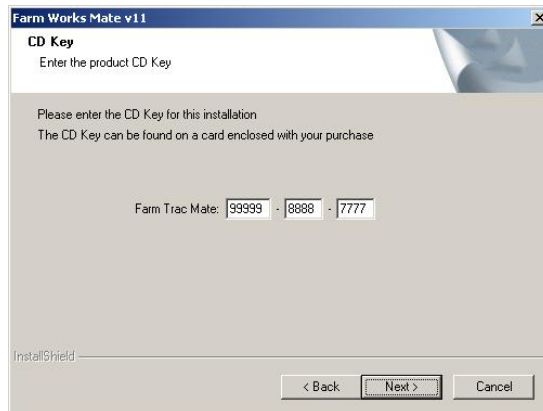 Farm Works Mate v11
CD Key
Enter the product CD Key
Please enter the CD Key for this installation
The CD Key can be found on a card enclosed with your purchase
Farm Trac Mate: 99999 - 8888 - 7777
InstallShield
< Back Next > Cancel